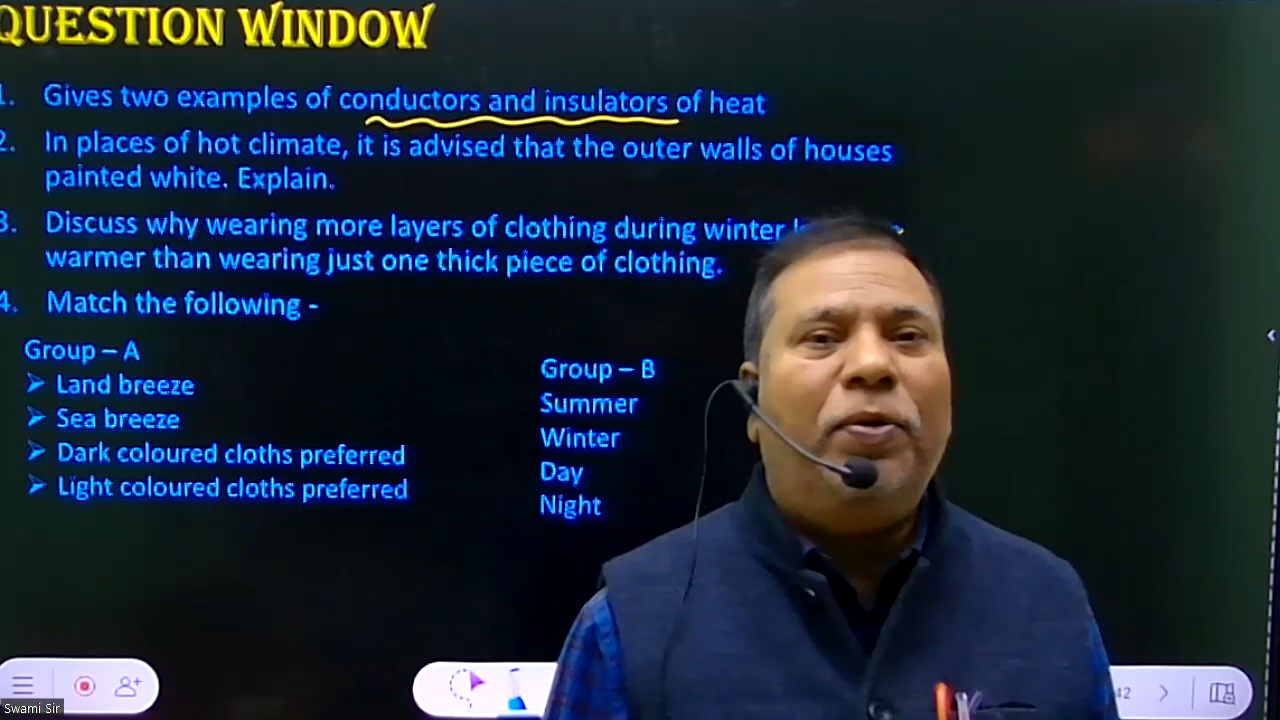 QUESTION WINDOW
1. Gives two examples of conductors and insulators of heat
2. In places of hot climate, it is advised that the outer walls of houses
painted white. Explain.
3. Discuss why wearing more layers of clothing during winter
warmer than wearing just one thick piece of clothing.
4. Match the following -
Group – A
➢ Land breeze
➢ Sea breeze
➢ Dark coloured cloths preferred
➢ Light coloured cloths preferred
Group – B
Summer
Winter
Day
Night
42
Swami Sir